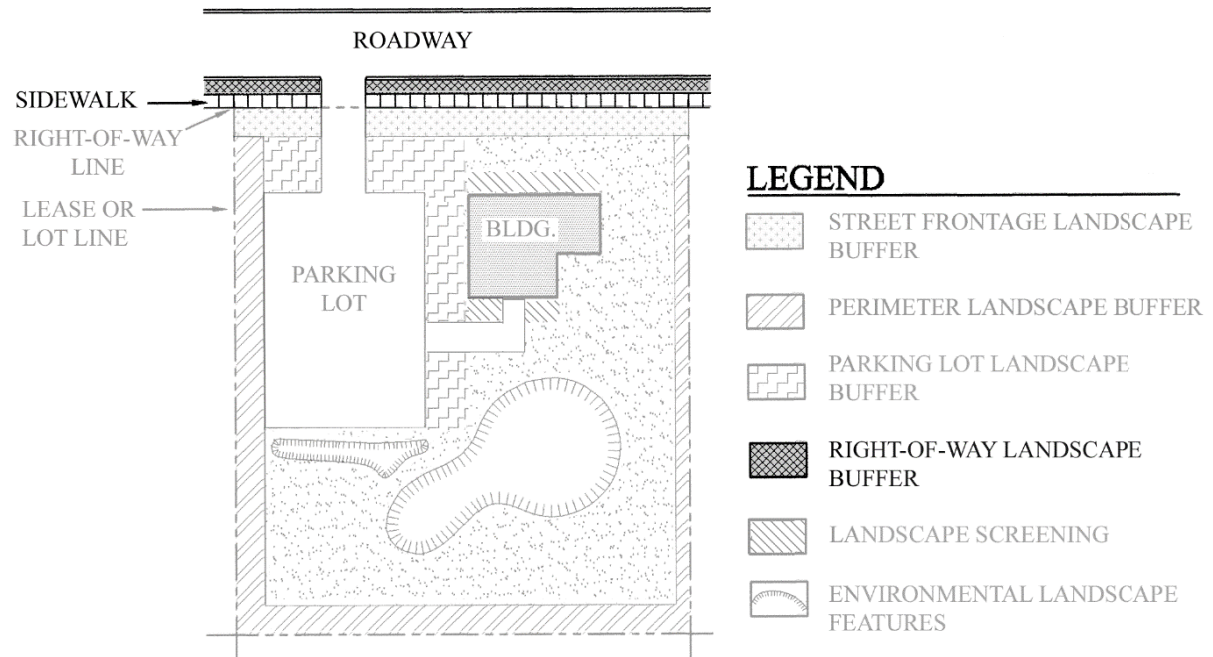 ROADWAY
SIDEWALK
RIGHT-OF-WAY
LINE
LEASE OR
LOT LINE
PARKING
LOT
BLDG.
LEGEND
STREET FRONTAGE LANDSCAPE
BUFFER
PERIMETER LANDSCAPE BUFFER
PARKING LOT LANDSCAPE
BUFFER
RIGHT-OF-WAY LANDSCAPE
BUFFER
LANDSCAPE SCREENING
ENVIRONMENTAL LANDSCAPE
FEATURES